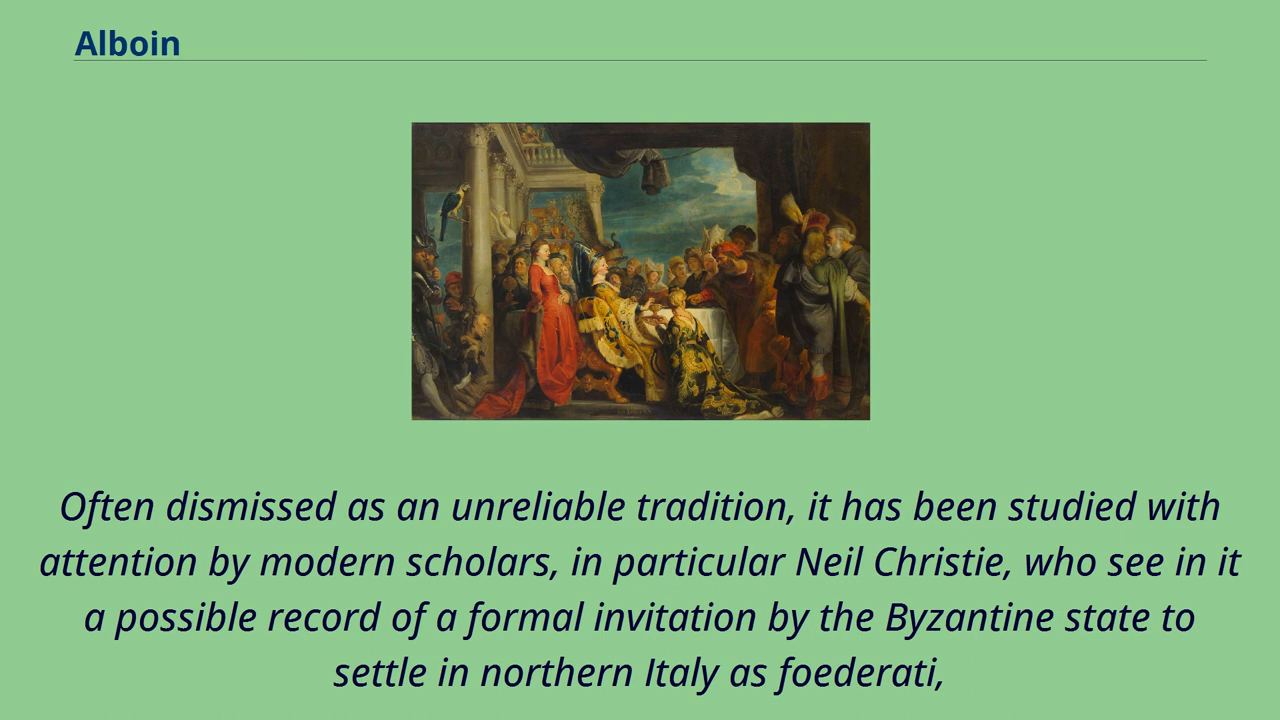 Alboin
Often dismissed as an unreliable tradition, it has been studied with
attention by modern scholars, in particular Neil Christie, who see in it
a possible record of a formal invitation by the Byzantine state to
settle in northern Italy as foederati,